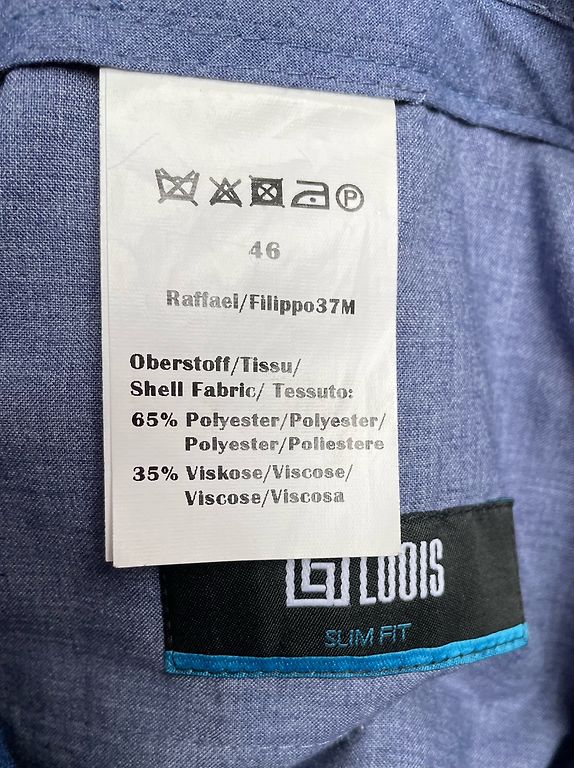 P
46
Raffael/Filippo37M
Oberstoff/Tissu/
Shell Fabric/ Tessuto:
65% Polyester/Polyester/
Polyester/Poliestere
35% Viskose/Viscose/
Viscose/Viscosa
LOOIS
SLIM FIT